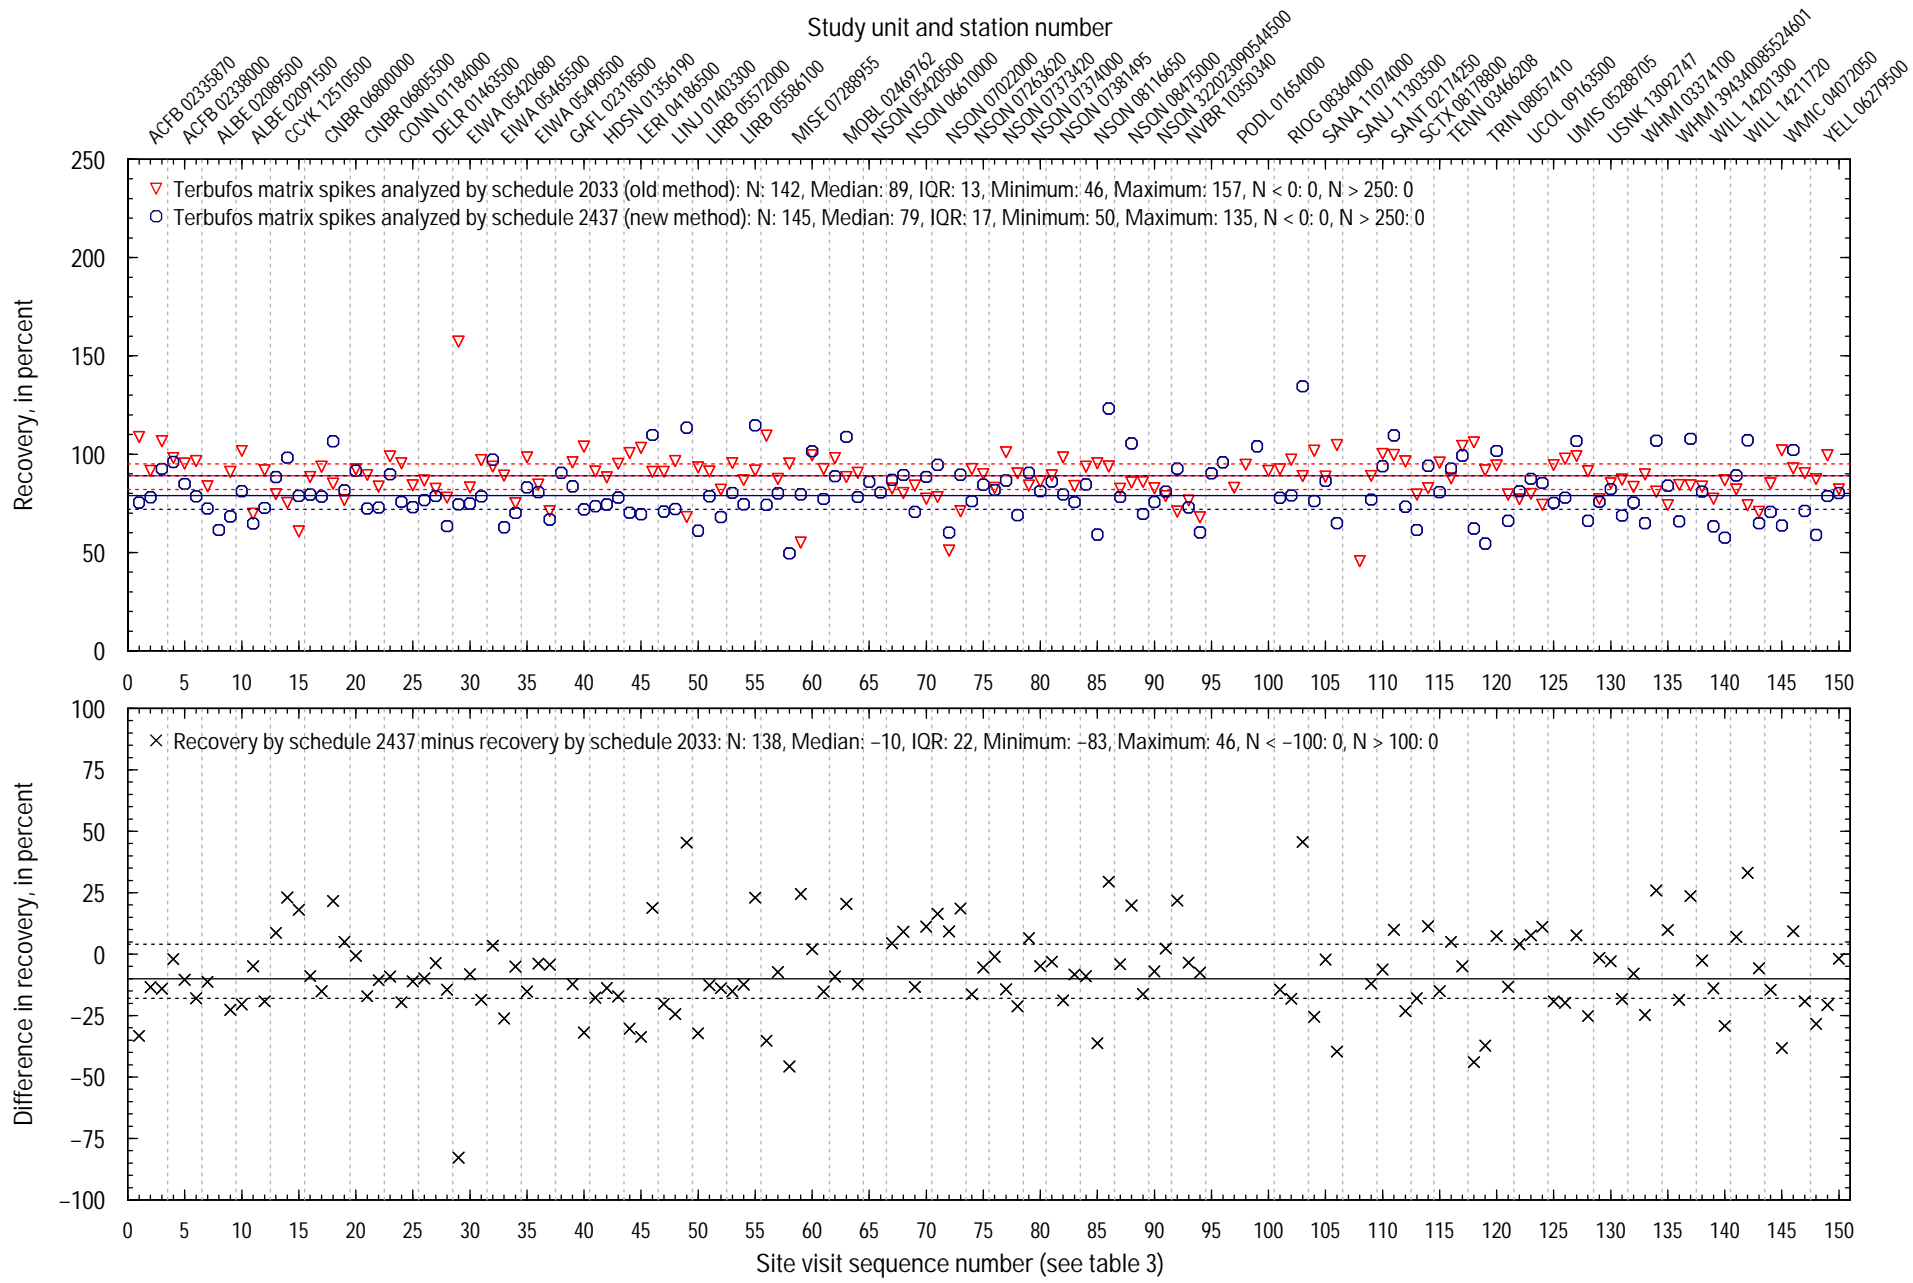 Study unit and station number
ACFB 02335870
ACFB 02338000
ALBE 02089500
ALBE 02091500
CCYK 12510500
CNBR 06800000
CNBR 06805500
CONN 01184000
DELR 01463500
EIWA 05420680
EIWA 05465500
EIWA 05490500
GAFL 02318500
HDSN 01356190
LERI 04186500
LINJ 01403300
LIRB 05572000
LIRB 05586100
MISE 07288955
MOBL 02469762
NSON 05420500
NSON 06610000
NSON 07022000
NSON 07263620
NSON 07373420
NSON 07374000
NSON 07381495
NSON 08116650
NSON 08475000
NSON 322023090544500
NVBR 10350340
PODL 01654000
RIOG 08364000
SANA 11074000
SANJ 11303500
SANT 02174250
SCTX 08178800
TENN 03466208
TRIN 08057410
UCOL 09163500
UMIS 05288705
USNK 13092747
WHMI 03374100
WHMI 394340085524601
WILL 14201300
WILL 14211720
WMIC 04072050
YELL 06279500
Recovery, in percent
250
200
150
100
50
0
Terbufos matrix spikes analyzed by schedule 2033 (old method): N: 142, Median: 89, IQR: 13, Minimum: 46, Maximum: 157, N < 0: 0, N > 250: 0
Terbufos matrix spikes analyzed by schedule 2437 (new method): N: 145, Median: 79, IQR: 17, Minimum: 50, Maximum: 135, N < 0: 0, N > 250: 0
0 5 10 15 20 25 30 35 40 45 50 55 60 65 70 75 80 85 90 95 100 105 110 115 120 125 130 135 140 145 150
Difference in recovery, in percent
100
75
50
25
0
−25
−50
−75
−100
Recovery by schedule 2437 minus recovery by schedule 2033: N: 138, Median: −10, IQR: 22, Minimum: −83, Maximum: 46, N < −100: 0, N > 100: 0
0 5 10 15 20 25 30 35 40 45 50 55 60 65 70 75 80 85 90 95 100 105 110 115 120 125 130 135 140 145 150
Site visit sequence number (see table 3)